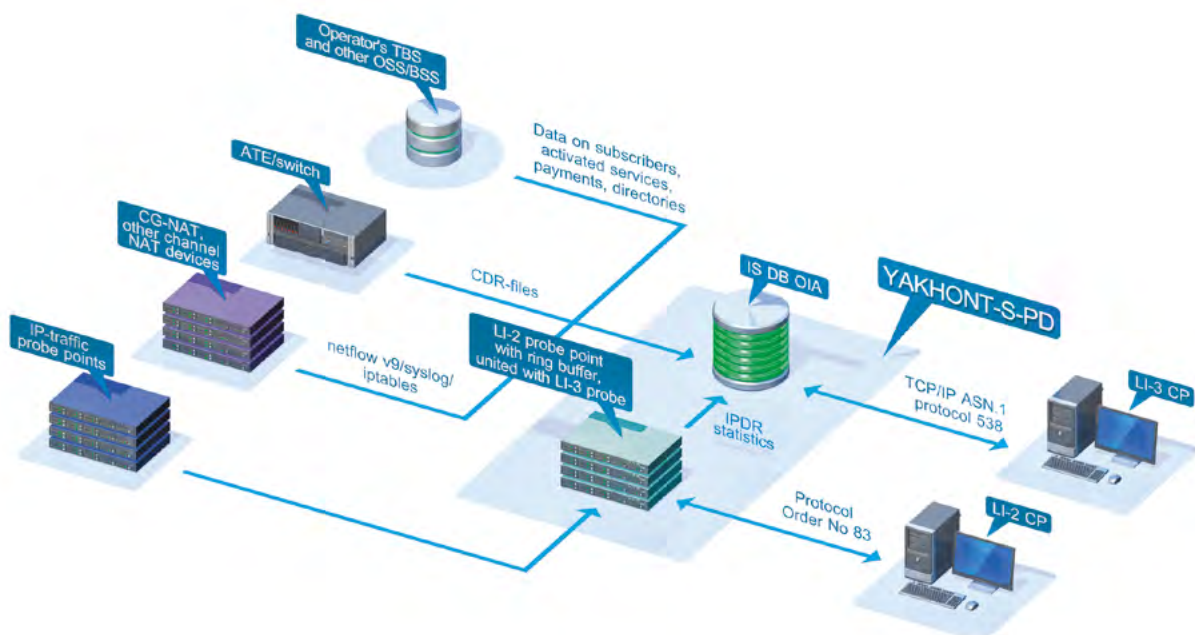 Operator's TBS
and other OSS/BSS
ATE/switch
CG-NAT,
other channel
NAT devices
IP-traffic
probe points
Data on subscribers,
activated services,
payments, directories
CDR-files
netflow v9/syslog/
iptables
LI-2 probe point
with ring buffer,
united with LI-3 probe
IS DB OIA
YAKHONT-S-PD
IPDR
statistics
TCP/IP ASN.1
protocol 538
LI-3 CP
Protocol
Order No 83
LI-2 CP